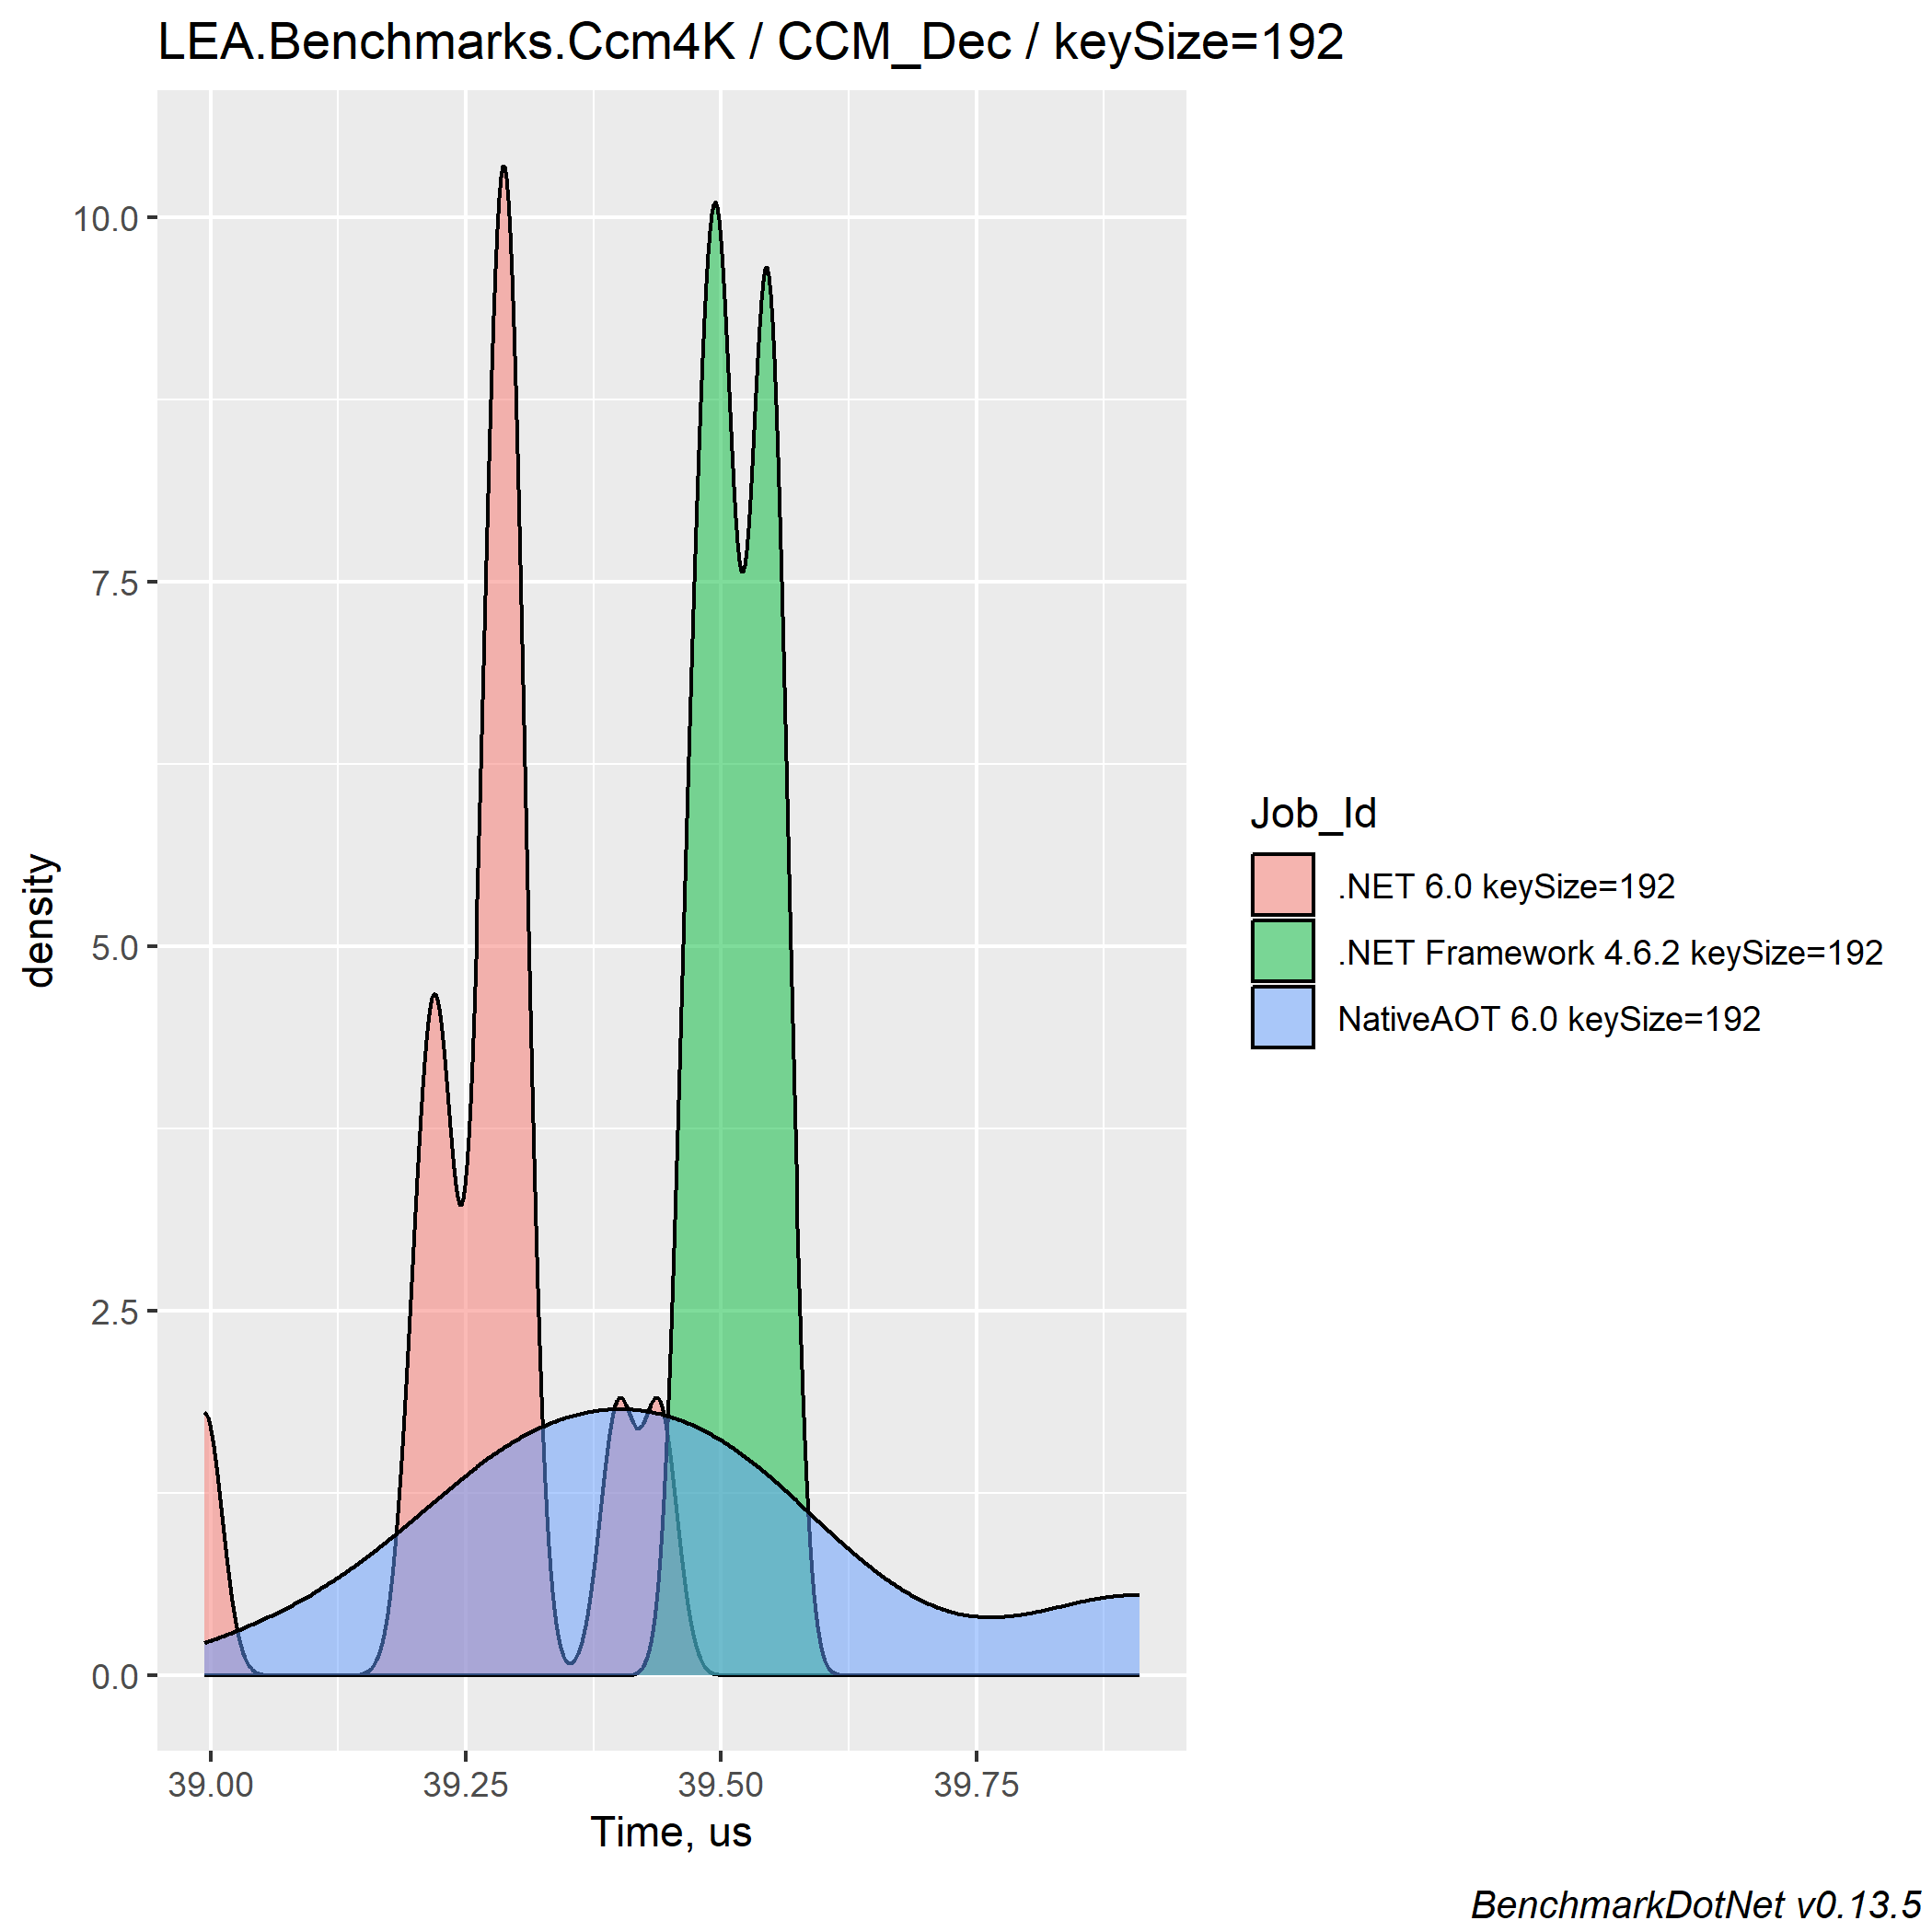 LEA.Benchmarks.Ccm4K / CCM_Dec / keySize=192
10.0
7.5
5.0
2.5
0.0
density
39.00 39.25 39.50 39.75
Time, us
Job_Id
.NET 6.0 keySize=192
.NET Framework 4.6.2 keySize=192
NativeAOT 6.0 keySize=192
BenchmarkDotNet v0.13.5